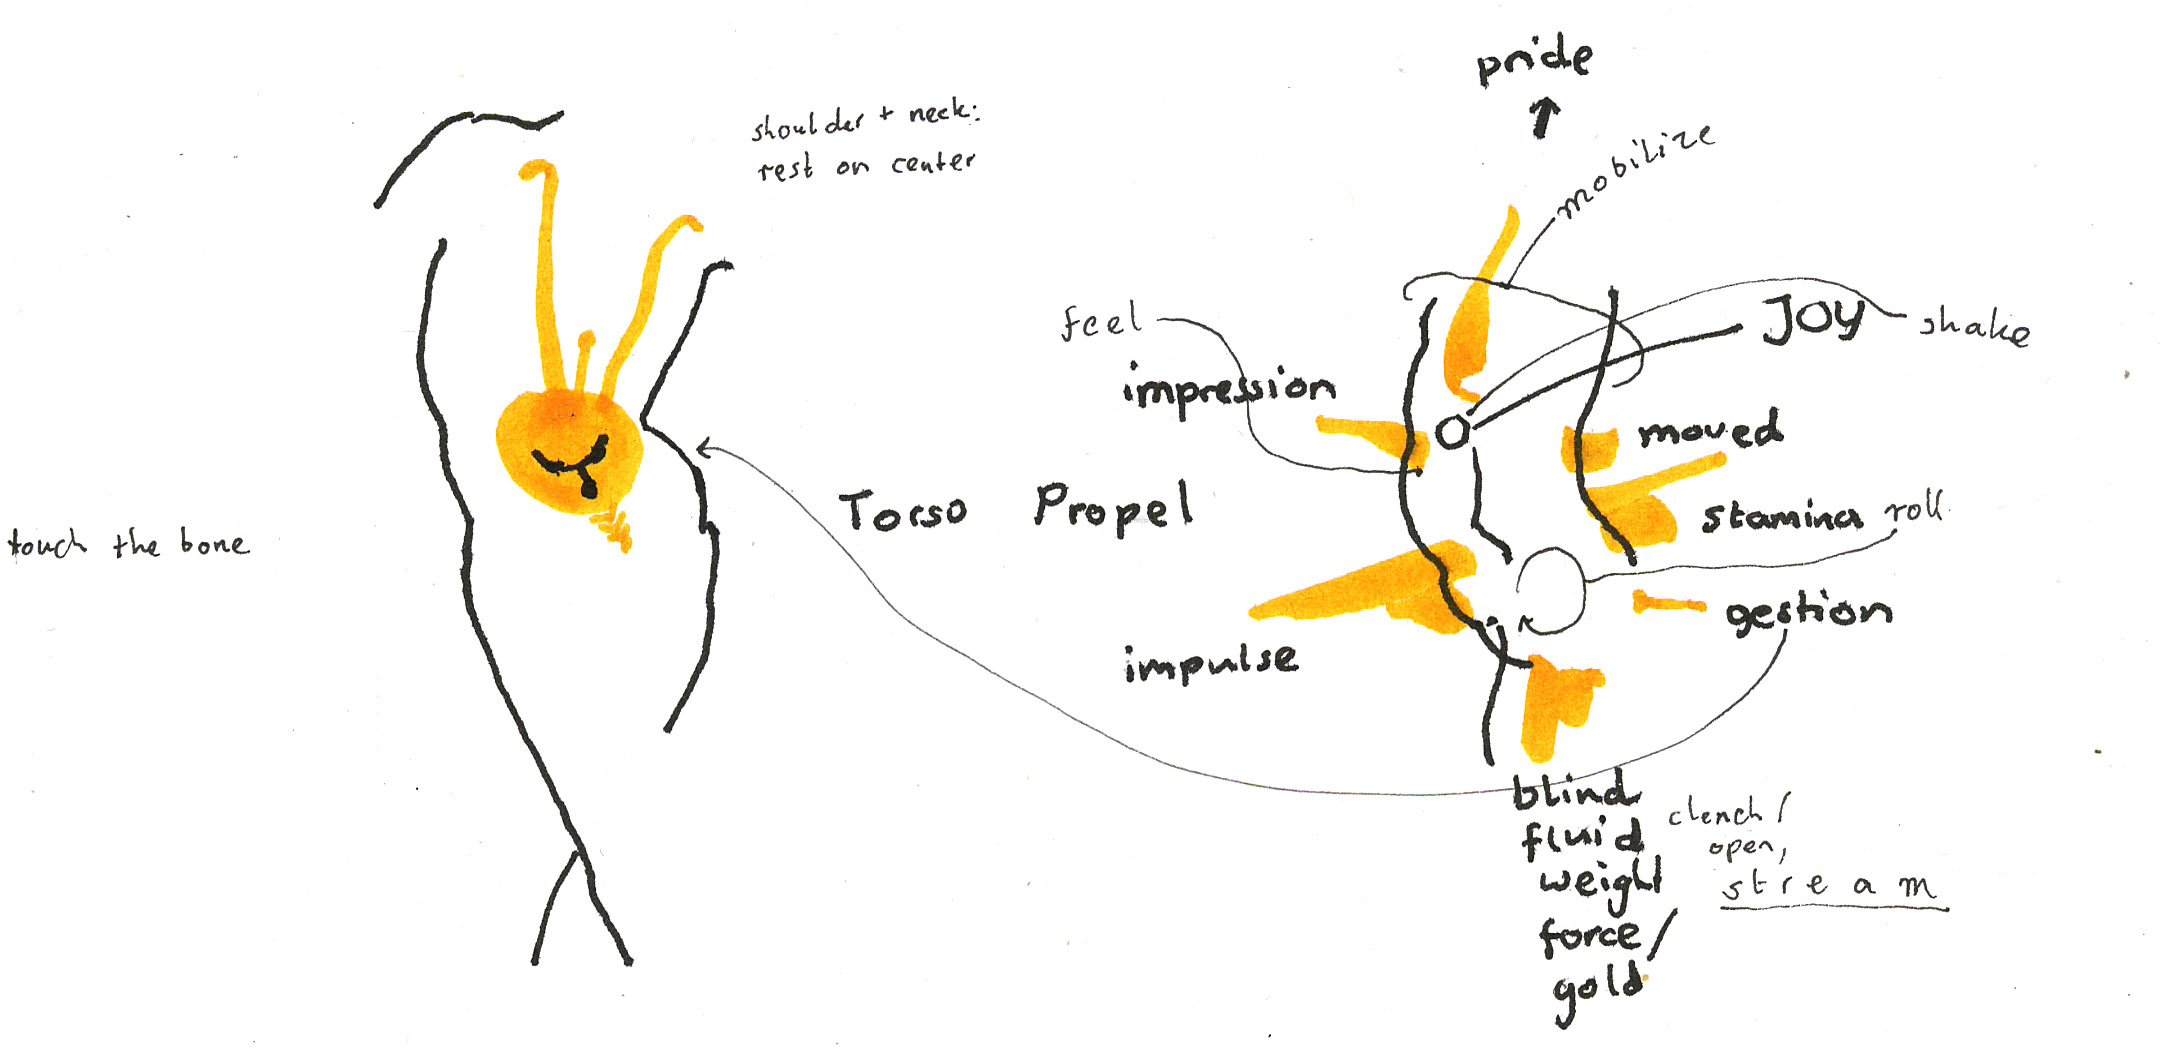 pride
shoulder + neck:
rest on center
mobilize
feel
JOY
shake
impression
moved
Torso Propel
stamina
roll
touch the bone
gestion
impulse
blind
fluid
weight
force/
gold
clench/
open,
stream